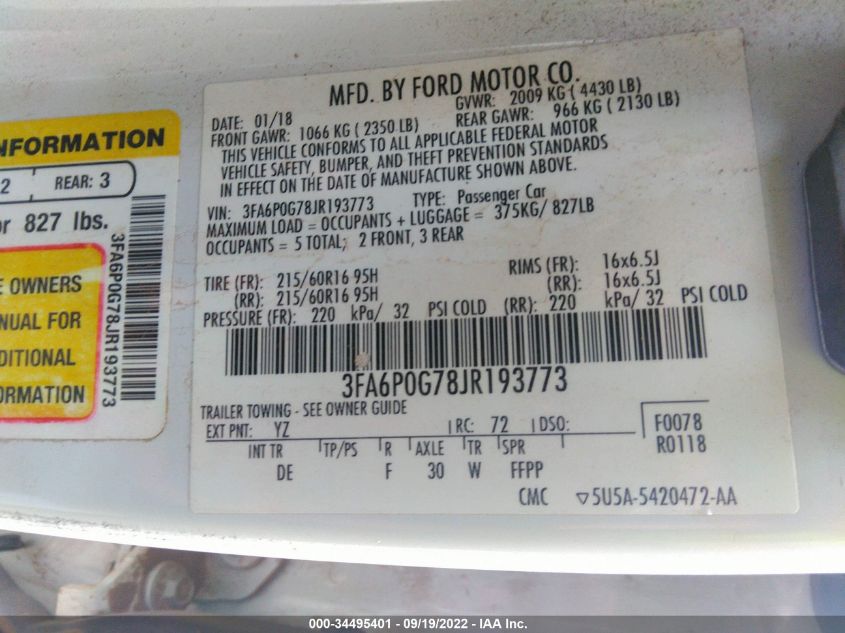 MFD. BY FORD MOTOR CO.
DATE: 01/18 GVWR: 2009 KG ( 4430 LB)
FRONT GAWR: 1066 KG ( 2350 LB) REAR GAWR: 966 KG ( 2130 LB)
THIS VEHICLE CONFORMS TO ALL APPLICABLE FEDERAL MOTOR
VEHICLE SAFETY, BUMPER, AND THEFT PREVENTION STANDARDS
IN EFFECT ON THE DATE OF MANUFACTURE SHOWN ABOVE.
VIN: 3FA6P0G78JR193773 TYPE: Passenger Car
MAXIMUM LOAD = OCCUPANTS + LUGGAGE = 375KG/ 827LB
OCCUPANTS = 5 TOTAL; 2 FRONT, 3 REAR
TIRE (FR): 215/60R16 95H RIMS (FR): 16x6.5J
(RR): 215/60R16 95H (RR): 16x6.5J
PRESSURE (FR): 220 kPa/ 32 PSI COLD (RR): 220 kPa/ 32 PSI COLD
3FA6P0G78JR193773
TRAILER TOWING - SEE OWNER GUIDE
EXT PNT: YZ RC: 72 DSO: F0078
R0118
INT TR TP/PS R AXLE TR SPR
DE F 30 W FFPP
CMC ▽5U5A-5420472-AA
NFORMATION
2 REAR: 3
or 827 lbs.
E OWNERS
NUAL FOR
DITIONAL
ORMATION
3FA6P0G78JR193773
000-34495401 - 09/19/2022 - IAA Inc.